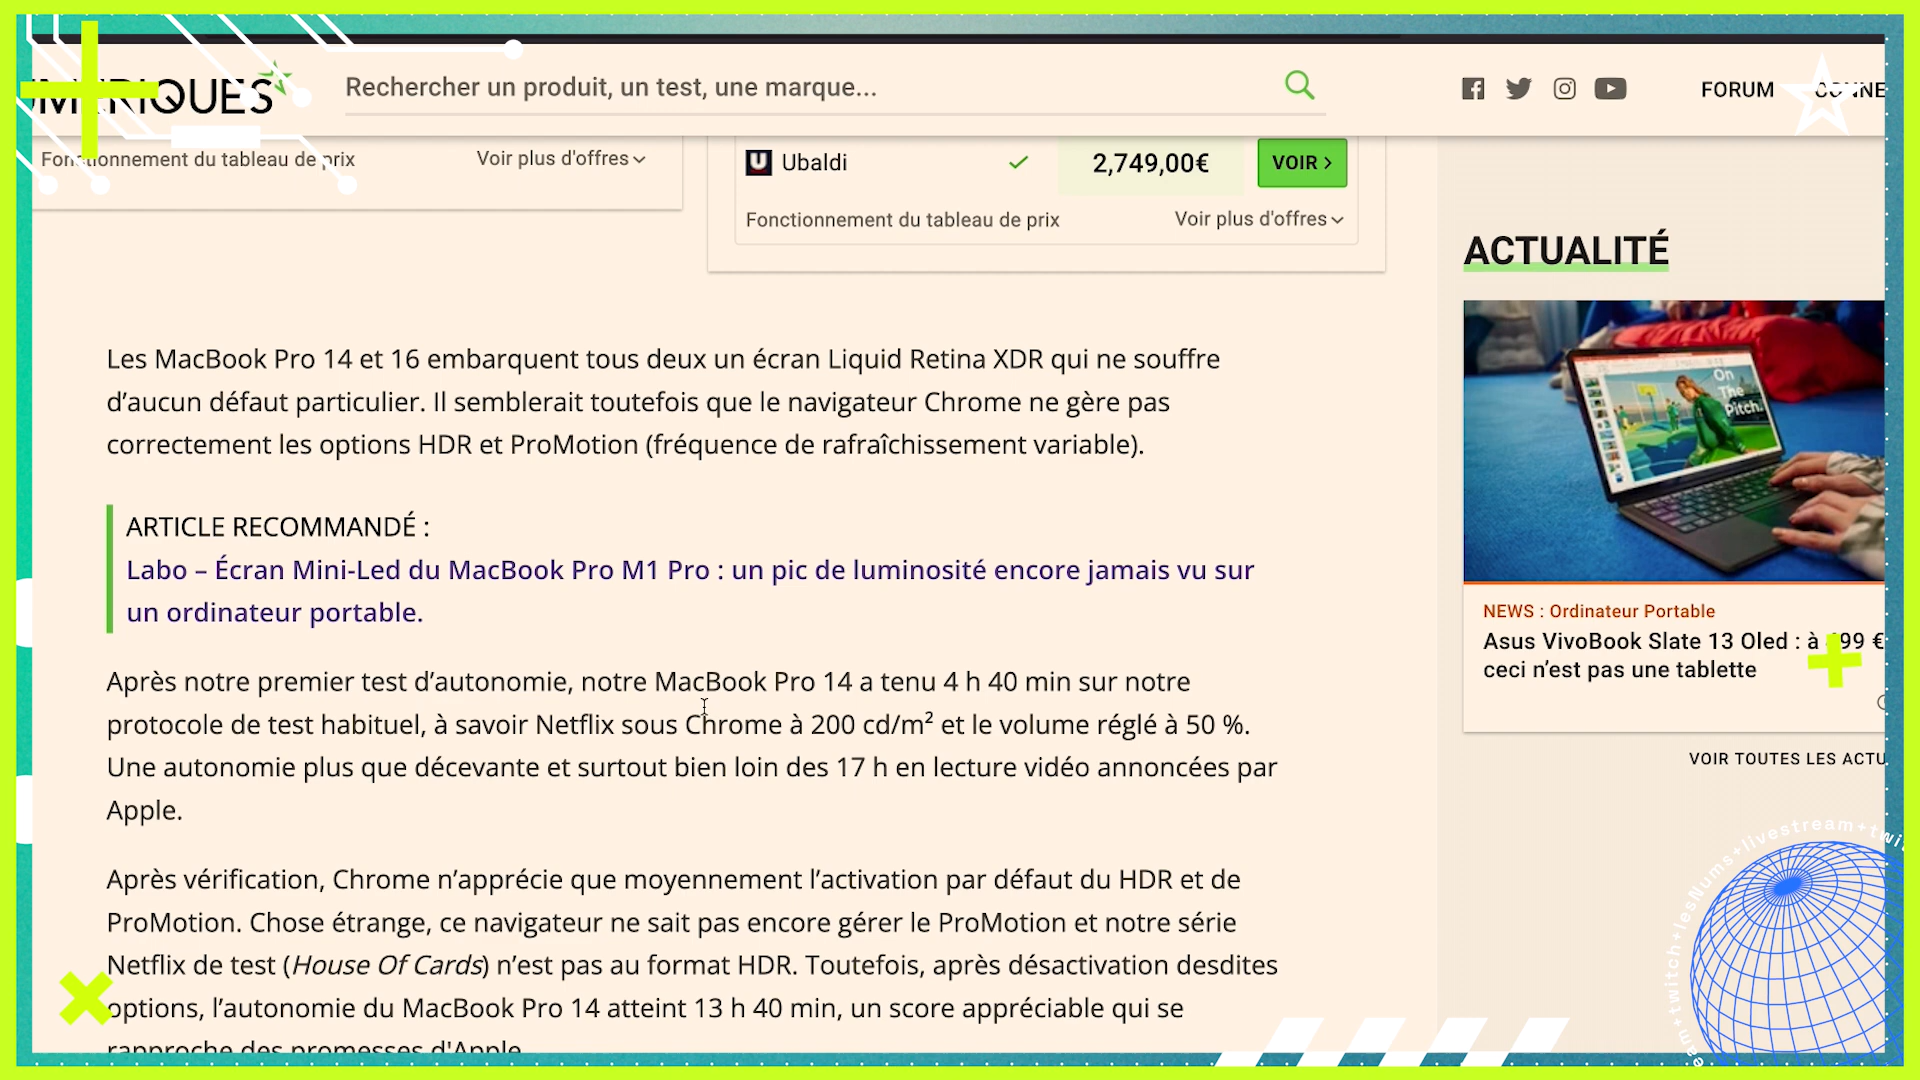 Rechercher un produit, un test, une marque...
FORUM
Fonctionnement du tableau de prix
Voir plus d'offres
Ubaldi
2,749,00€
VOIR >
Fonctionnement du tableau de prix
Voir plus d'offres
Les MacBook Pro 14 et 16 embarquent tous deux un écran Liquid Retina XDR qui ne souffre
d’aucun défaut particulier. Il semblerait toutefois que le navigateur Chrome ne gère pas
correctement les options HDR et ProMotion (fréquence de rafraîchissement variable).
ARTICLE RECOMMANDÉ :
Labo – Écran Mini-Led du MacBook Pro M1 Pro : un pic de luminosité encore jamais vu sur
un ordinateur portable.
Après notre premier test d’autonomie, notre MacBook Pro 14 a tenu 4 h 40 min sur notre
protocole de test habituel, à savoir Netflix sous Chrome à 200 cd/m² et le volume réglé à 50 %.
Une autonomie plus que décevante et surtout bien loin des 17 h en lecture vidéo annoncées par
Apple.
Après vérification, Chrome n’apprécie que moyennement l’activation par défaut du HDR et de
ProMotion. Chose étrange, ce navigateur ne sait pas encore gérer le ProMotion et notre série
Netflix de test (House Of Cards) n’est pas au format HDR. Toutefois, après désactivation desdites
options, l’autonomie du MacBook Pro 14 atteint 13 h 40 min, un score appréciable qui se
rapproche des promesses d'Apple
ACTUALITÉ
On
The
Pitch.
NEWS : Ordinateur Portable
Asus VivoBook Slate 13 Oled : à €
ceci n’est pas une tablette
VOIR TOUTES LES ACTU
twitch+lesNums+livestream+twi